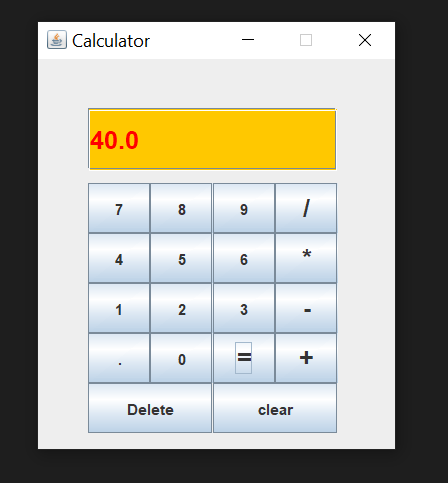 Calculator
40.0
7 8 9 /
4 5 6 *
1 2 3 -
. 0 = +
Delete clear